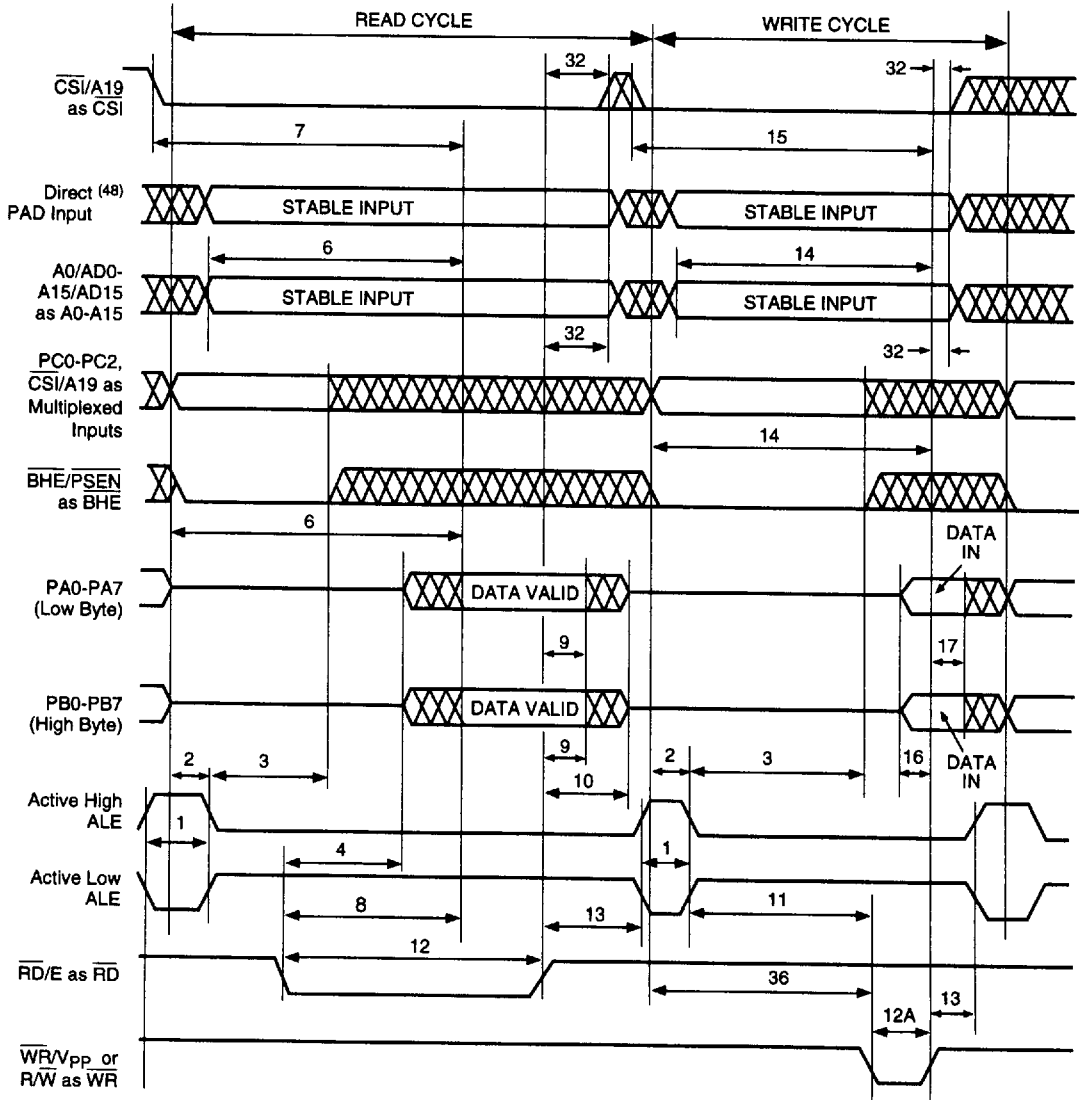 READ CYCLE
WRITE CYCLE
32
32
CSI/A19
as CSI
7
15
Direct (48)
PAD Input
STABLE INPUT
STABLE INPUT
6
14
A0/AD0-
A15/AD15
as A0-A15
STABLE INPUT
STABLE INPUT
32
32
PC0-PC2,
CSI/A19 as
Multiplexed
Inputs
14
BHE/PSEN
as BHE
6
DATA
IN
PA0-PA7
(Low Byte)
DATA VALID
9
17
PB0-PB7
(High Byte)
DATA VALID
9
DATA
IN
2
3
10
2
3
16
Active High
ALE
1
4
1
Active Low
ALE
8
13
11
12
RD/E as RD
36
12A
13
WR/VPP or
R/W as WR